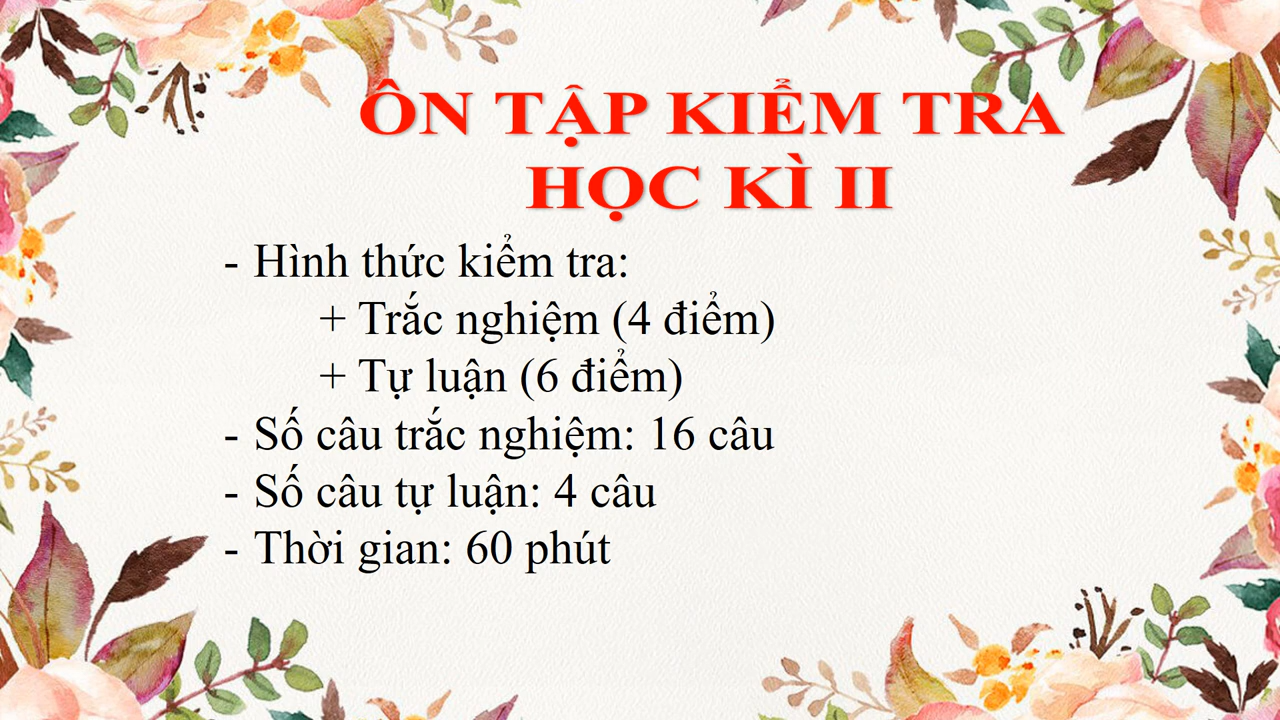 ÔN TẬP KIỂM TRA
HỌC KÌ II
- Hình thức kiểm tra:
+ Trắc nghiệm (4 điểm)
+ Tự luận (6 điểm)
- Số câu trắc nghiệm: 16 câu
- Số câu tự luận: 4 câu
- Thời gian: 60 phút